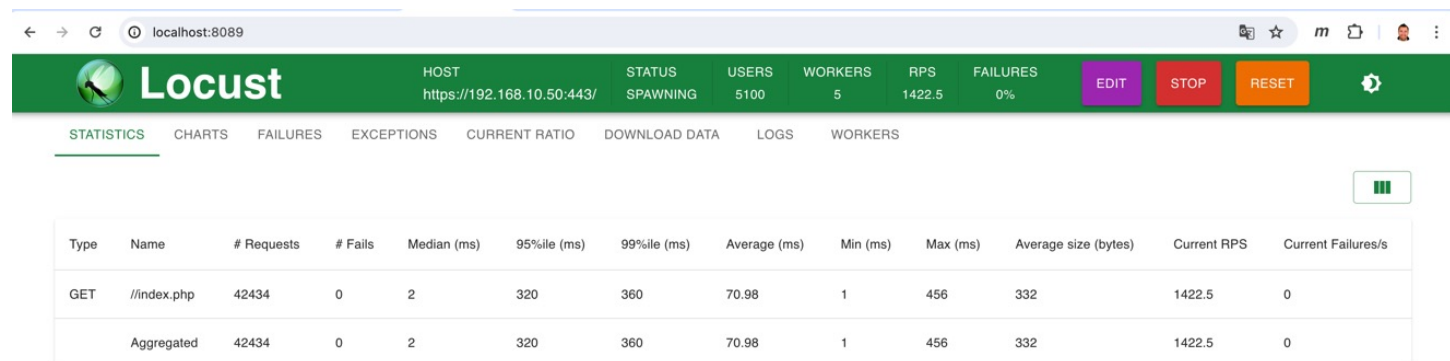 localhost:8089
m
Locust
HOST STATUS USERS WORKERS RPS FAILURES
https://192.168.10.50:443/ SPAWNING 5100 5 1422.5 0%
EDIT STOP RESET
STATISTICS CHARTS FAILURES EXCEPTIONS CURRENT RATIO DOWNLOAD DATA LOGS WORKERS
Type Name # Requests # Fails Median (ms) 95%ile (ms) 99%ile (ms) Average (ms) Min (ms) Max (ms) Average size (bytes) Current RPS Current Failures/s
GET //index.php 42434 0 2 320 360 70.98 1 456 332 1422.5 0
Aggregated 42434 0 2 320 360 70.98 1 456 332 1422.5 0